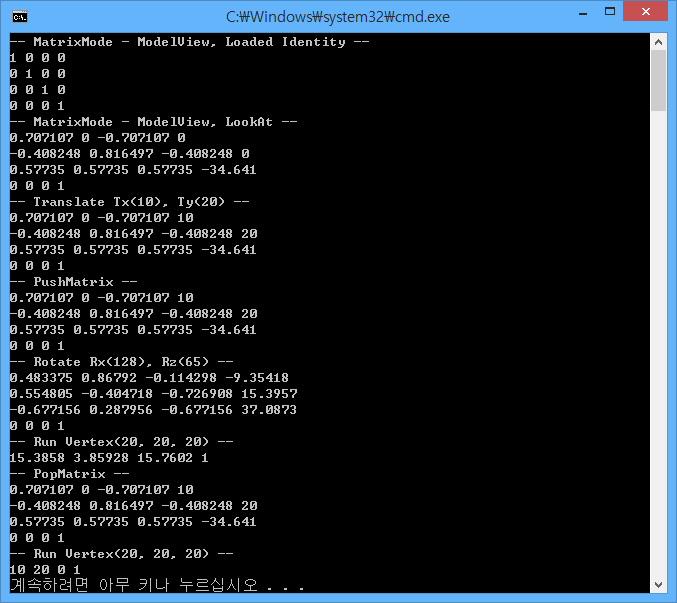 C:₩Windows₩system32₩cmd.exe
-- MatrixMode - ModelView, Loaded Identity --
1 0 0 0
0 1 0 0
0 0 1 0
0 0 0 1
-- MatrixMode - ModelView, LookAt --
0.707107 0 -0.707107 0
-0.408248 0.816497 -0.408248 0
0.57735 0.57735 0.57735 -34.641
0 0 0 1
-- Translate Tx(10), Ty(20) --
0.707107 0 -0.707107 10
-0.408248 0.816497 -0.408248 20
0.57735 0.57735 0.57735 -34.641
0 0 0 1
-- PushMatrix --
0.707107 0 -0.707107 10
-0.408248 0.816497 -0.408248 20
0.57735 0.57735 0.57735 -34.641
0 0 0 1
-- Rotate Rx(128), Rz(65) --
0.483375 0.86792 -0.114298 -9.35418
0.554805 -0.404718 -0.726908 15.3957
-0.677156 0.287956 -0.677156 37.0873
0 0 0 1
-- Run Vertex(20, 20, 20) --
15.3858 3.85928 15.7602 1
-- PopMatrix --
0.707107 0 -0.707107 10
-0.408248 0.816497 -0.408248 20
0.57735 0.57735 0.57735 -34.641
0 0 0 1
-- Run Vertex(20, 20, 20) --
10 20 0 1
계속하려면 아무 키나 누르십시오 . . .